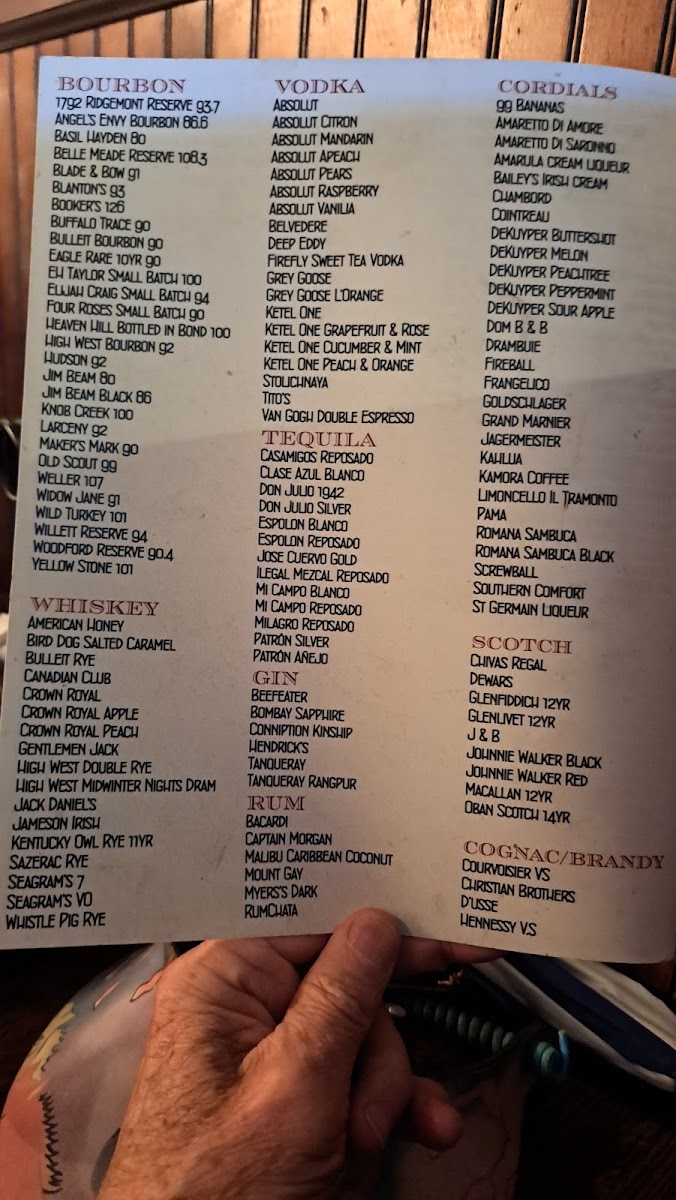 BOURBON
1792 RIDGEMONT RESERVE 93.7
ANGEL'S ENVY BOURBON 86.6
BASIL HAYDEN 80
BELLE MEADE RESERVE 108.3
BLADE & BOW 91
BLANTON'S 93
BOOKER'S 126
BUFFALO TRACE 90
BULLEIT BOURBON 90
EAGLE RARE 10YR 90
EH TAYLOR SMALL BATCH 100
ELIJAH CRAIG SMALL BATCH 94
FOUR ROSES SMALL BATCH 90
HEAVEN HILL BOTTLED IN BOND 100
HIGH WEST BOURBON 92
HUDSON 92
JIM BEAM 80
JIM BEAM BLACK 86
KNOB CREEK 100
LARCENY 92
MAKER'S MARK 90
OLD SCOUT 99
WELLER 107
WIDOW JANE 91
WILD TURKEY 101
WILLETT RESERVE 94
WOODFORD RESERVE 90.4
YELLOW STONE 101
WHISKEY
AMERICAN HONEY
BIRD DOG SALTED CARAMEL
BULLEIT RYE
CANADIAN CLUB
CROWN ROYAL
CROWN ROYAL APPLE
CROWN ROYAL PEACH
GENTLEMEN JACK
HIGH WEST DOUBLE RYE
HIGH WEST MIDWINTER NIGHTS DRAM
JACK DANIEL'S
JAMESON IRISH
KENTUCKY OWL RYE 11YR
SAZERAC RYE
SEAGRAM'S 7
SEAGRAM'S VO
WHISTLE PIG RYE
VODKA
ABSOLUT
ABSOLUT CITRON
ABSOLUT MANDARIN
ABSOLUT APEACH
ABSOLUT PEARS
ABSOLUT RASPBERRY
ABSOLUT VANILIA
BELVEDERE
DEEP EDDY
FIREFLY SWEET TEA VODKA
GREY GOOSE
GREY GOOSE L'ORANGE
KETEL ONE
KETEL ONE GRAPEFRUIT & ROSE
KETEL ONE CUCUMBER & MINT
KETEL ONE PEACH & ORANGE
STOLICHNAYA
TITO'S
VAN GOGH DOUBLE ESPRESSO
TEQUILA
CASAMIGOS REPOSADO
CLASE AZUL BLANCO
DON JULIO 1942
DON JULIO SILVER
ESPOLON BLANCO
ESPOLON REPOSADO
JOSE CUERVO GOLD
ILEGAL MEZCAL REPOSADO
MI CAMPO BLANCO
MI CAMPO REPOSADO
MILAGRO REPOSADO
PATRÓN SILVER
PATRÓN AÑEJO
GIN
BEEFEATER
BOMBAY SAPPHIRE
CONNIPTION KINSHIP
HENDRICK'S
TANQUERAY
TANQUERAY RANGPUR
RUM
BACARDI
CAPTAIN MORGAN
MALIBU CARIBBEAN COCONUT
MOUNT GAY
MYERS'S DARK
RUMCHATA
CORDIALS
99 BANANAS
AMARETTO DI AMORE
AMARETTO DI SARONNO
AMARULA CREAM LIQUEUR
BAILEY'S IRISH CREAM
CHAMBORD
COINTREAU
DEKUYPER BUTTERSHOT
DEKUYPER MELON
DEKUYPER PEACHTREE
DEKUYPER PEPPERMINT
DEKUYPER SOUR APPLE
DOM B & B
DRAMBUIE
FIREBALL
FRANGELICO
GOLDSCHLAGER
GRAND MARNIER
JAGERMEISTER
KAHLUA
KAMORA COFFEE
LIMONCELLO IL TRAMONTO
PAMA
ROMANA SAMBUCA
ROMANA SAMBUCA BLACK
SCREWBALL
SOUTHERN COMFORT
ST GERMAIN LIQUEUR
SCOTCH
CHIVAS REGAL
DEWARS
GLENFIDDICH 12YR
GLENLIVET 12YR
J & B
JOHNNIE WALKER BLACK
JOHNNIE WALKER RED
MACALLAN 12YR
OBAN SCOTCH 14YR
COGNAC/BRANDY
COURVOISIER VS
CHRISTIAN BROTHERS
D'USSE
HENNESSY V.S